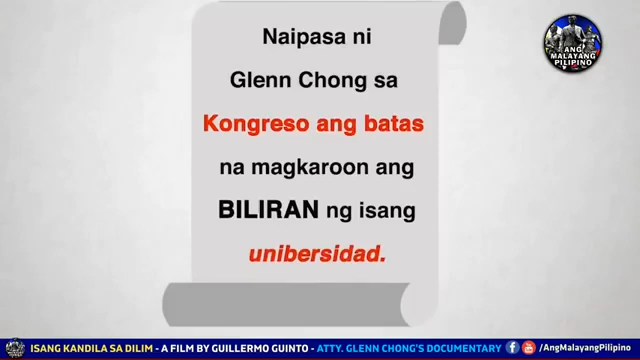 Naipasa ni
Glenn Chong sa
Kongreso ang batas
na magkaroon ang
BILIRAN ng isang
unibersidad.
ANG
MALAYANG
PILIPINO
ISANG KANDILA SA DILIM - A FILM BY GUILLERMO GUINTO - ATTY. GLENN CHONG'S DOCUMENTARY f /AngMalayangPilipino